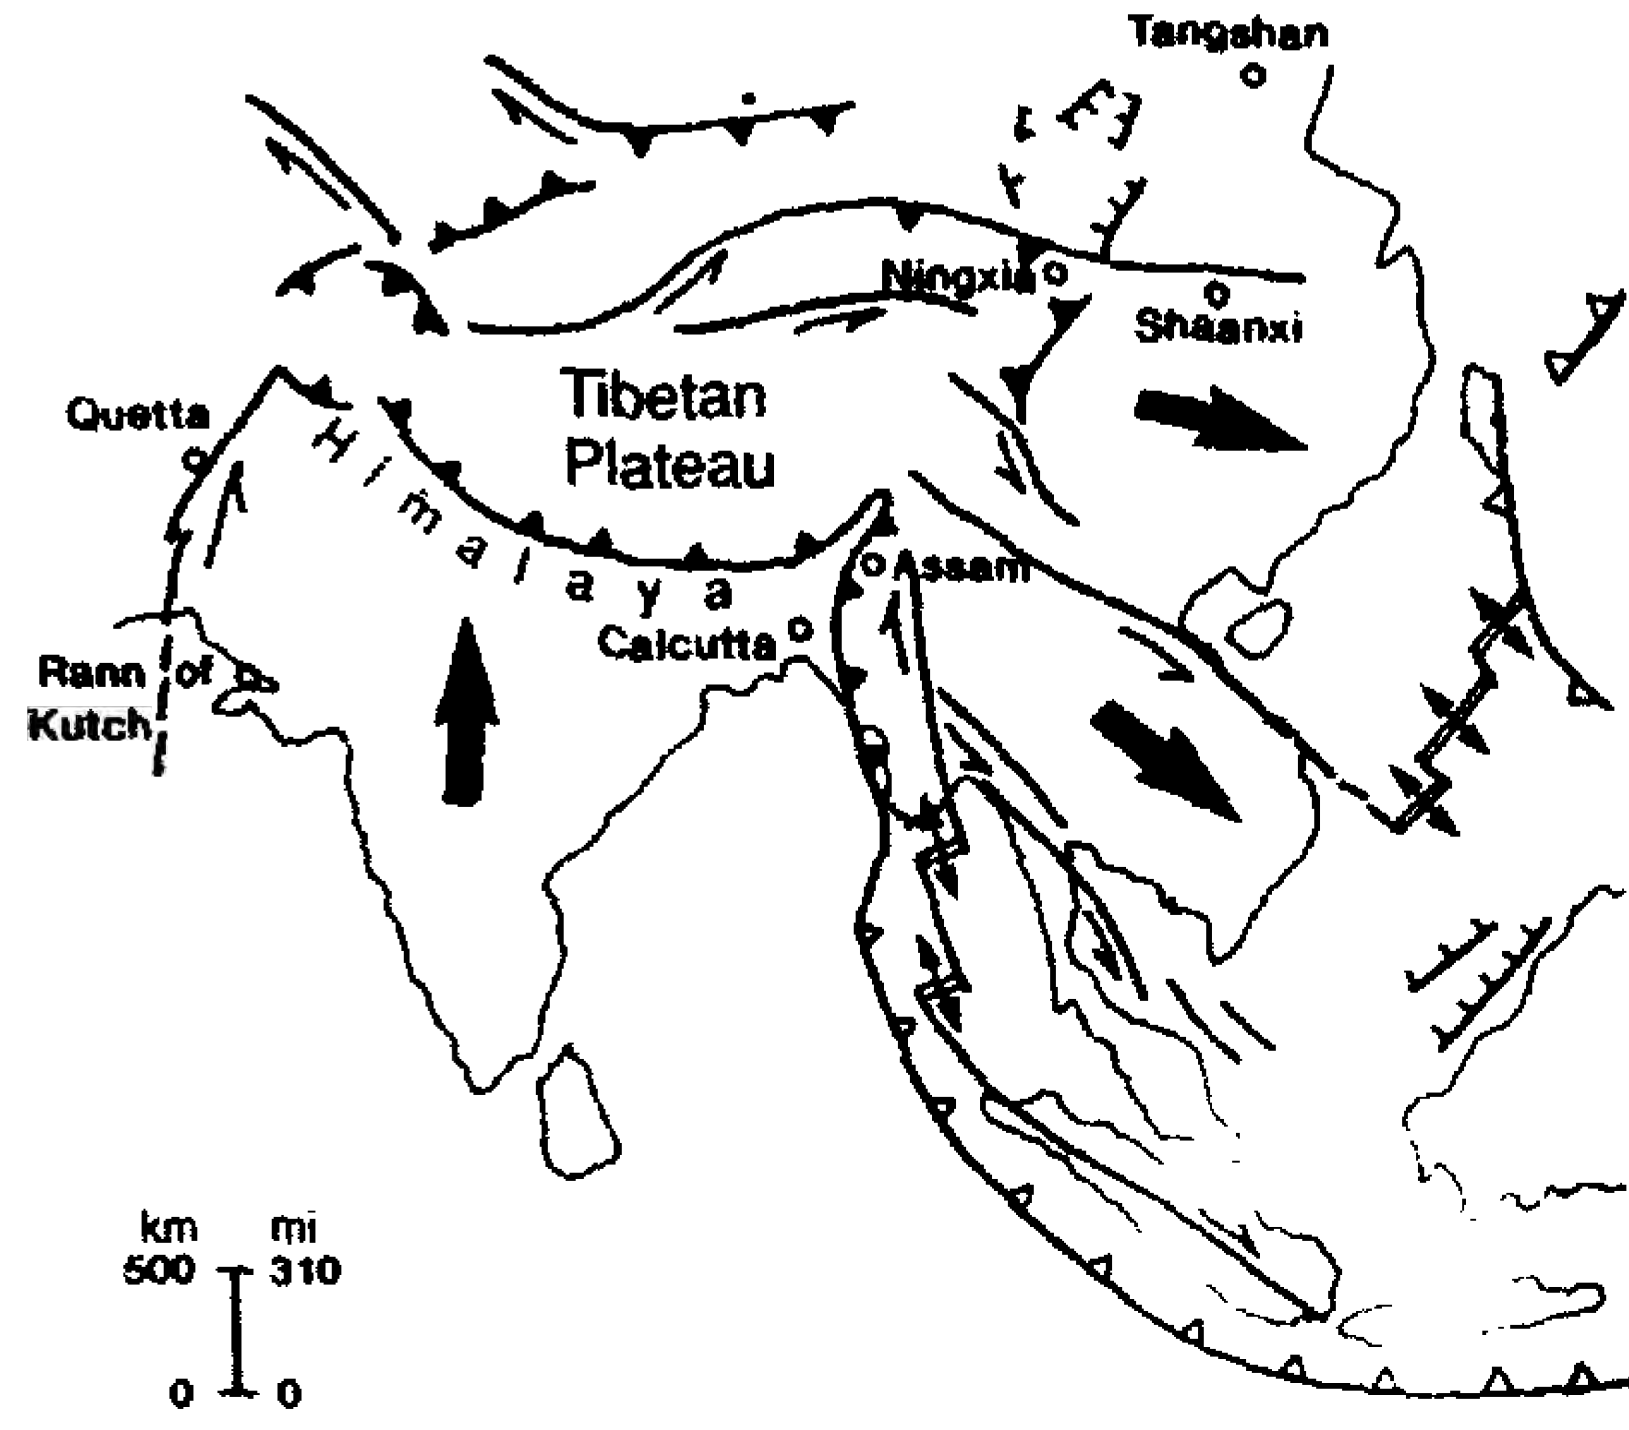 Tangshan
Ningxia
Shaanxi
Quetta
Tibetan
Plateau
Himalaya
Assam
Calcutta
Rann of
Kutch
km mi
500 310
0 0